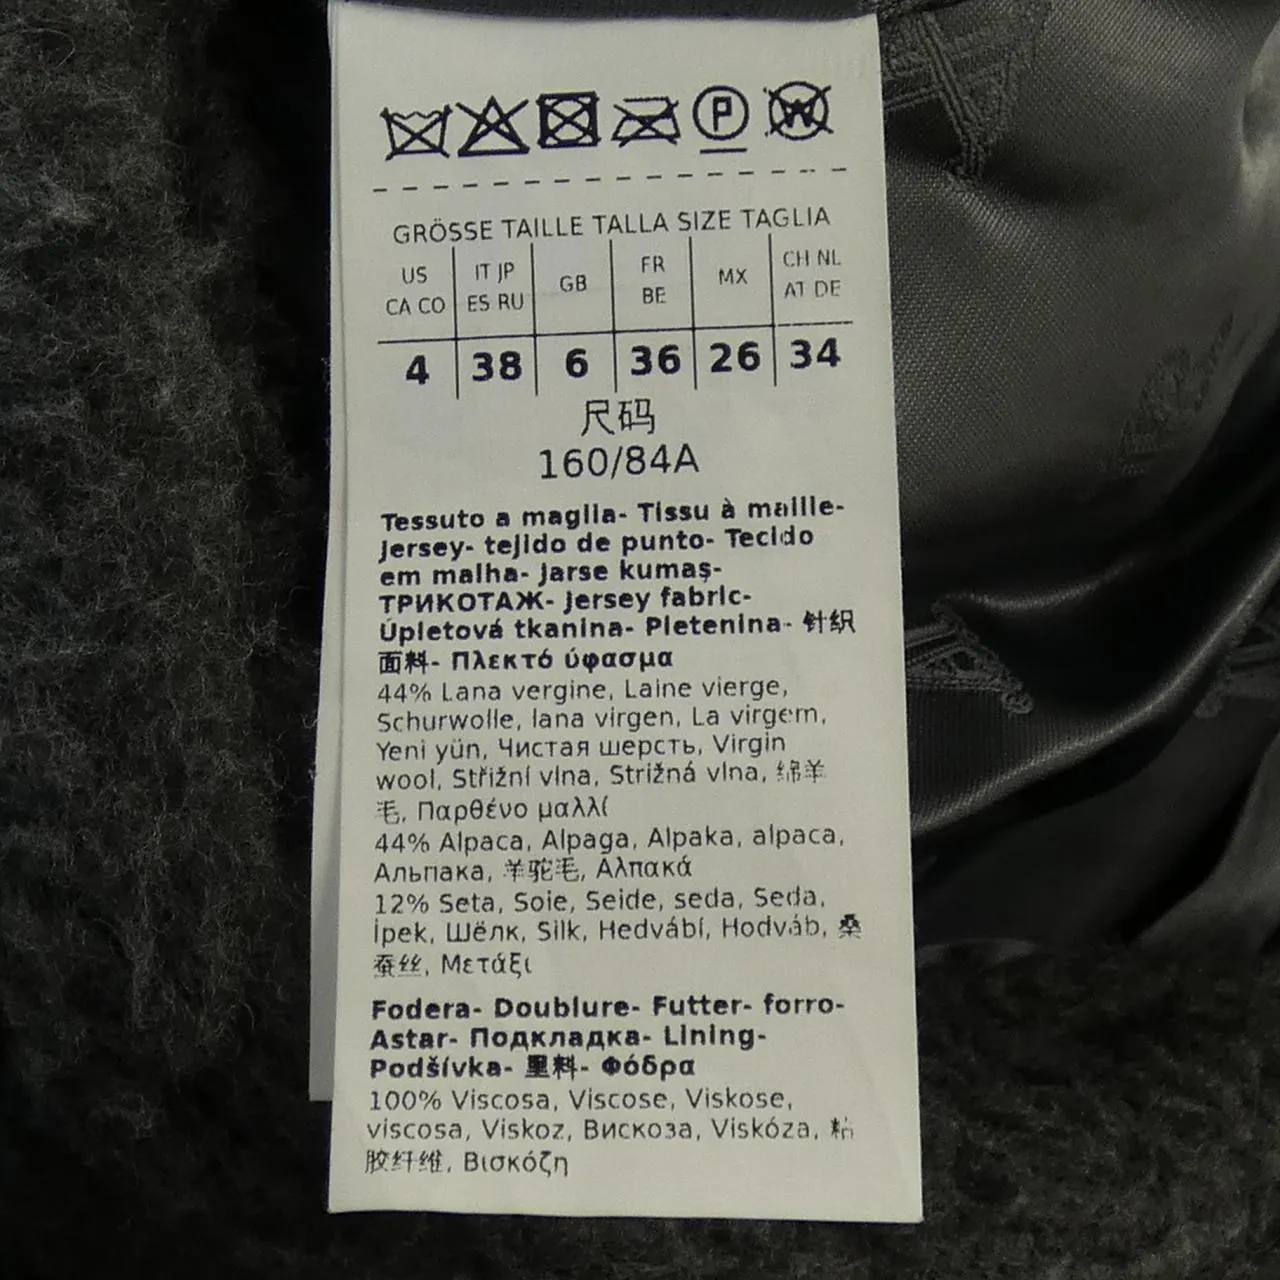 P W
GRÖSSE TAILLE TALLA SIZE TAGLIA
US CA CO | IT JP ES RU | GB | FR BE | MX | CH NL AT DE
4 | 38 | 6 | 36 | 26 | 34
尺码
160/84A
Tessuto a maglia- Tissu à maille-
Jersey- tejido de punto- Tecido
em malha- Jarse kumaş-
ТРИКОТАЖ- Jersey fabric-
Úpletová tkanina- Pletenina- 针织
面料- Πλεκτό ύφασμα
44% Lana vergine, Laine vierge,
Schurwolle, lana virgen, La virgem,
Yeni yün, Чистая шерсть, Virgin
wool, Střižní vlna, Strižná vlna, 绵羊
毛, Παρθένο μαλλί
44% Alpaca, Alpaga, Alpaka, alpaca,
Альпака, 羊驼毛, Αλπακά
12% Seta, Soie, Seide, seda, Seda,
İpek, Шёлк, Silk, Hedvábí, Hodváb, 桑
蚕丝, Μετάξι
Fodera- Doublure- Futter- forro-
Astar- Подкладка- Lining-
Podšívka- 里料- Φόδρα
100% Viscosa, Viscose, Viskose,
viscosa, Viskoz, Вискоза, Viskóza, 粘
胶纤维, Βισκόζη